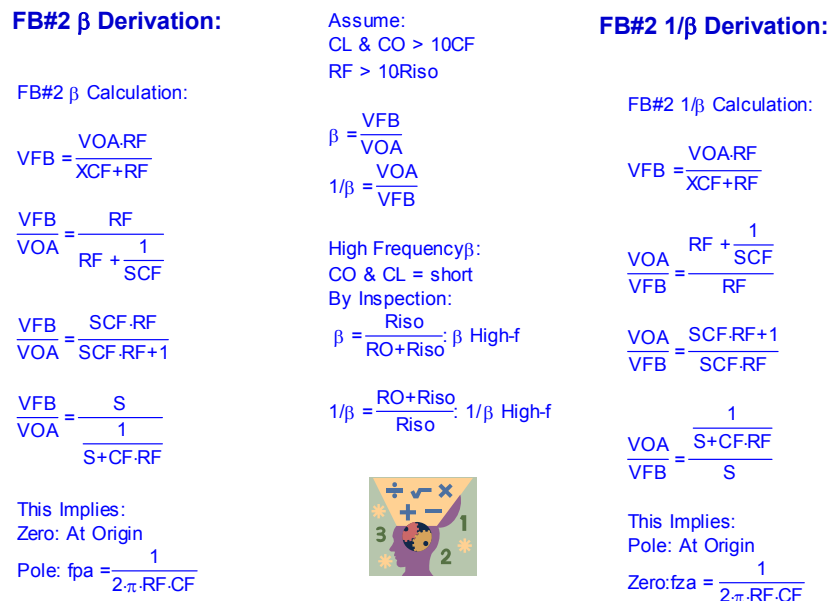 FB#2 β Derivation:
FB#2 β Calculation:
VFB = VOA·RF / XCF+RF
VFB / VOA = RF / RF + 1 / SCF
VFB / VOA = SCF·RF / SCF·RF+1
VFB / VOA = S / 1 / S+CF·RF
This Implies:
Zero: At Origin
Pole: fpa = 1 / 2·π·RF·CF
Assume:
CL & CO > 10CF
RF > 10Riso
β = VFB / VOA
1/β = VOA / VFB
High Frequencyβ:
CO & CL = short
By Inspection:
β = Riso / RO+Riso: β High-f
1/β = RO+Riso / Riso: 1/β High-f
÷ √ ×
+ −
3 1
2
FB#2 1/β Derivation:
FB#2 1/β Calculation:
VFB = VOA·RF / XCF+RF
VOA / VFB = RF + 1 / SCF / RF
VOA / VFB = SCF·RF+1 / SCF·RF
VOA / VFB = 1 / S+CF·RF / S
This Implies:
Pole: At Origin
Zero:fza = 1 / 2·π·RF·CF